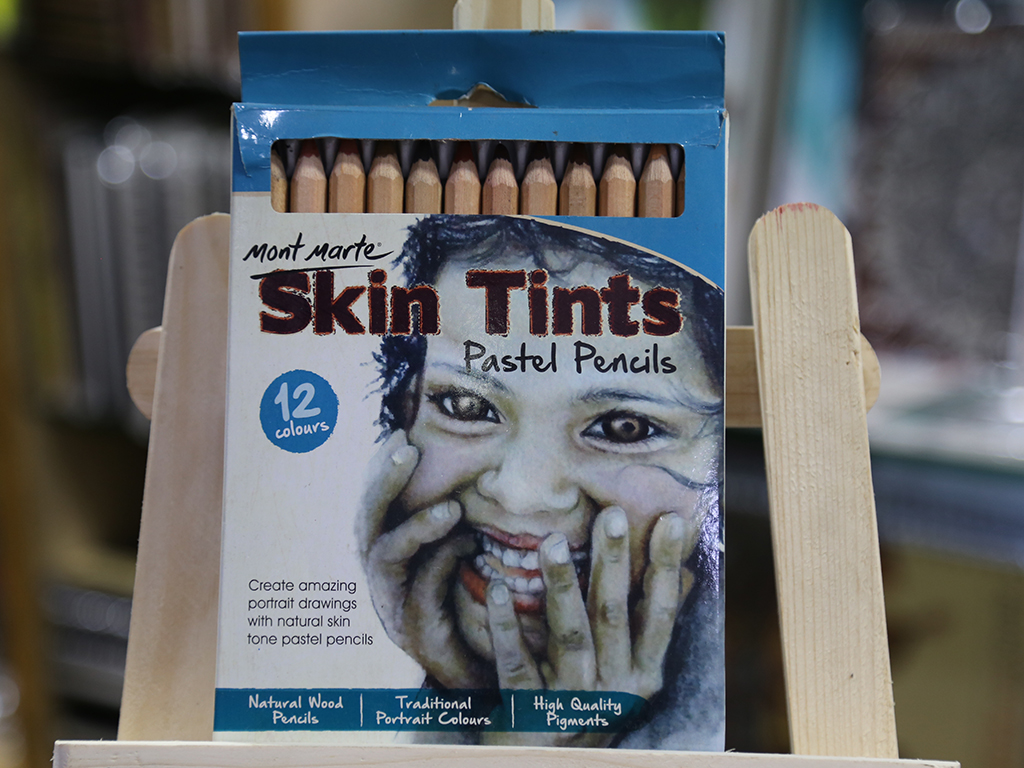 Mont Marte®
Skin Tints
Pastel Pencils
12
colours
Create amazing
portrait drawings
with natural skin
tone pastel pencils
Natural Wood
Pencils
Traditional
Portrait Colours
High Quality
Pigments